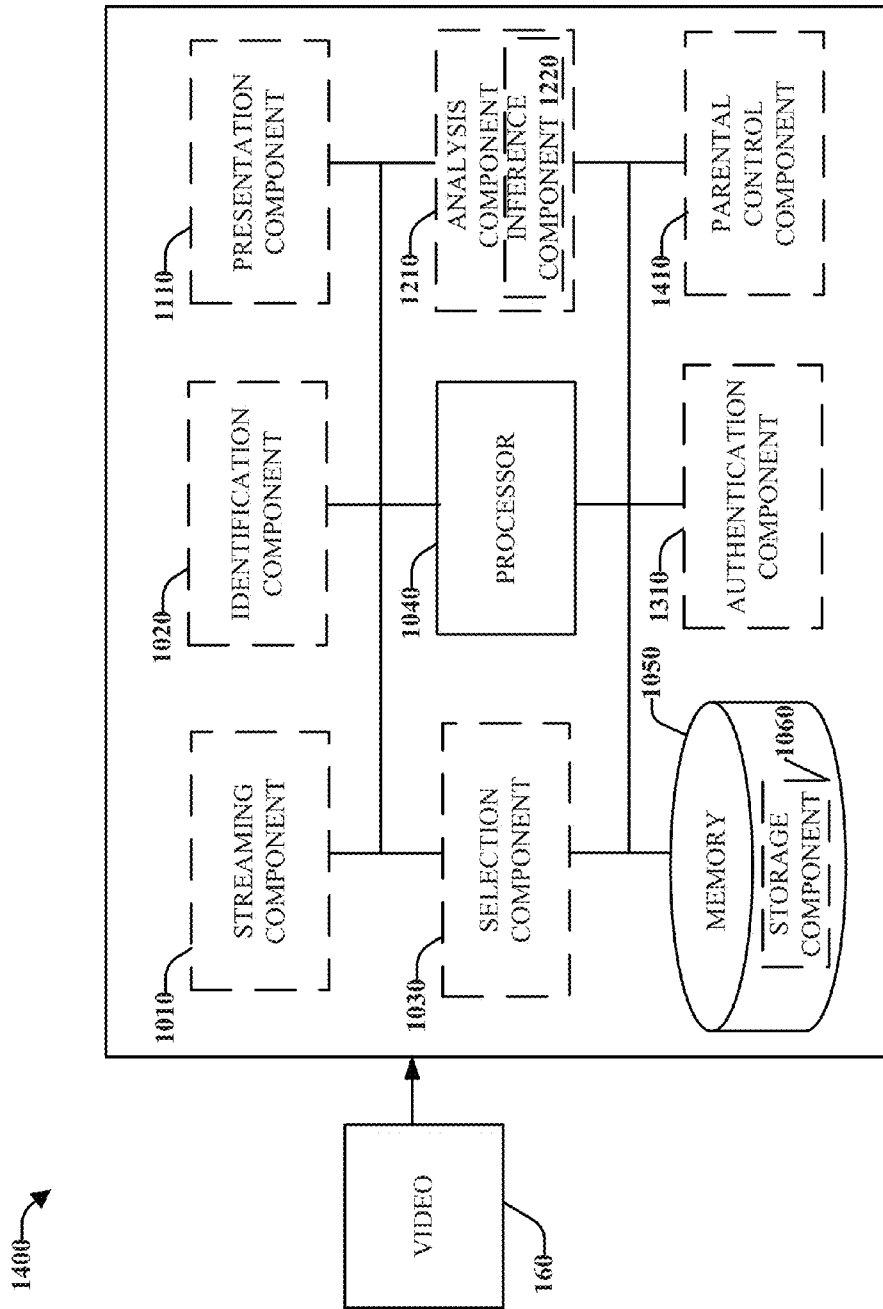 1400
VIDEO
160
1010
STREAMING
COMPONENT
1020
IDENTIFICATION
COMPONENT
1110
PRESENTATION
COMPONENT
1030
SELECTION
COMPONENT
1040
PROCESSOR
1210
ANALYSIS
COMPONENT
INFERENCE
COMPONENT 1220
1050
MEMORY
1060
STORAGE
COMPONENT
1310
AUTHENTICATION
COMPONENT
1410
PARENTAL
CONTROL
COMPONENT